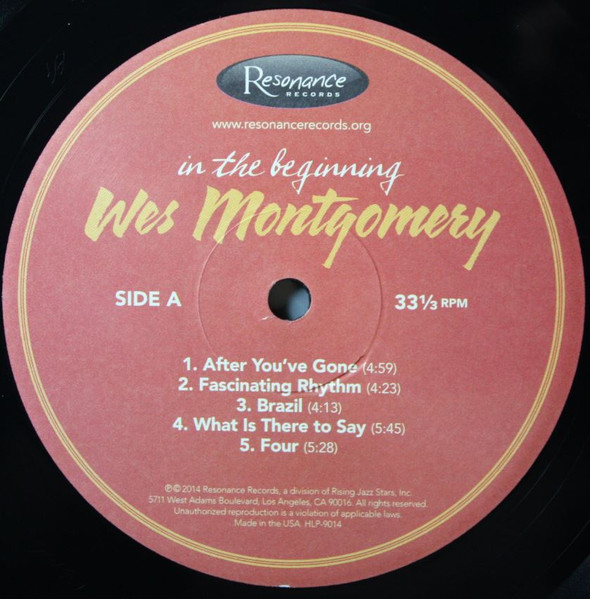 Resonance
RECORDS
www.resonancerecords.org
in the beginning
Wes Montgomery
SIDE A
33⅓ RPM
1. After You've Gone (4:59)
2. Fascinating Rhythm (4:23)
3. Brazil (4:13)
4. What Is There to Say (5:45)
5. Four (5:28)
℗© 2014 Resonance Records, a division of Rising Jazz Stars, Inc.
5711 West Adams Boulevard, Los Angeles, CA 90016. All rights reserved.
Unauthorized reproduction is a violation of applicable laws.
Made in the USA. HLP-9014